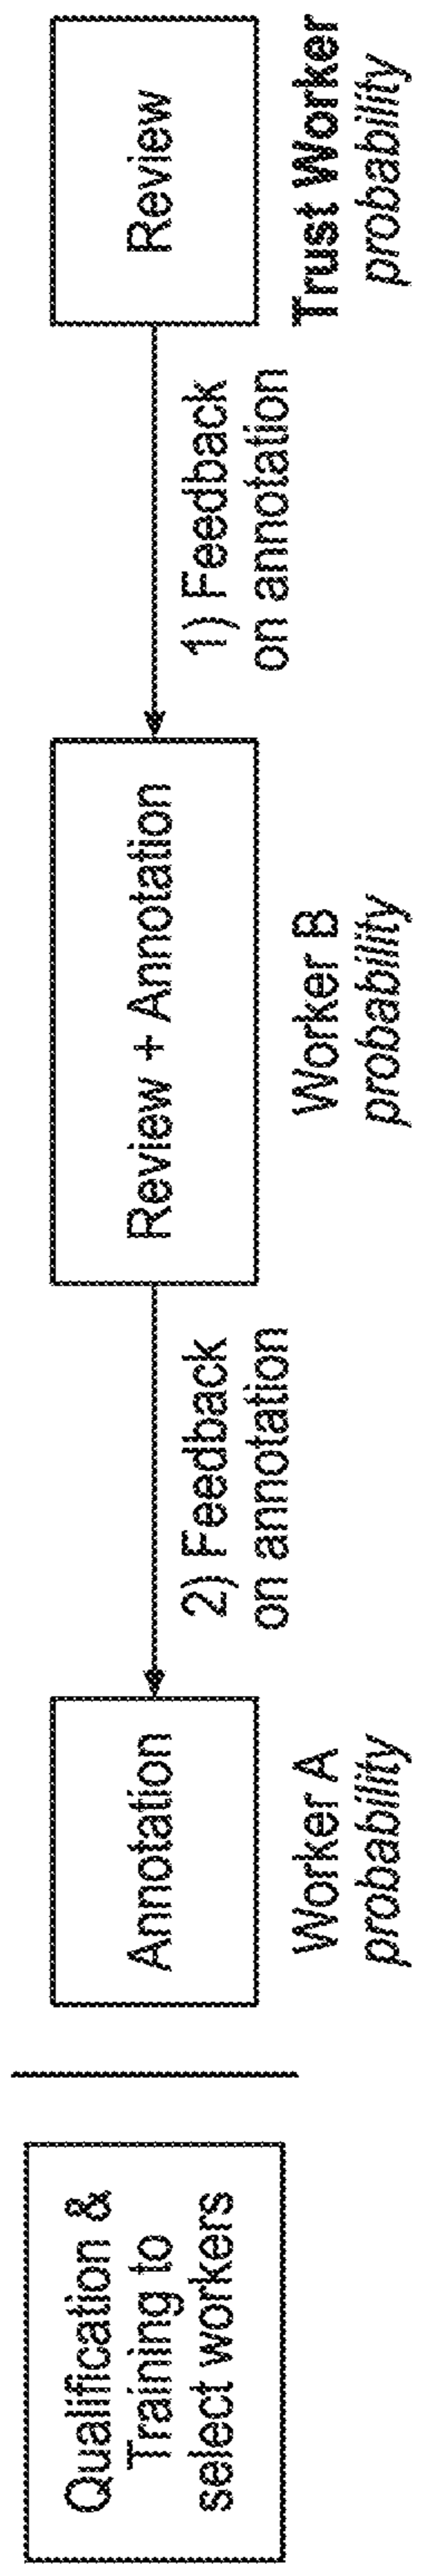 Qualification &
Training to
select workers
Annotation
Worker A
probability
2) Feedback
on annotation
Review + Annotation
Worker B
probability
1) Feedback
on annotation
Review
Trust Worker
probability